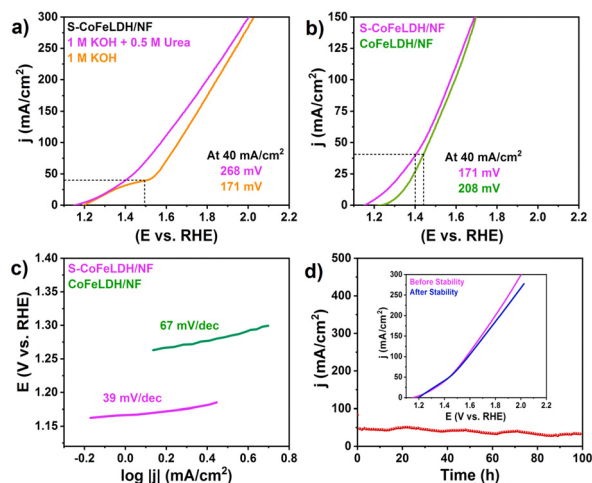 a)
S-CoFeLDH/NF
1 M KOH + 0.5 M Urea
1 M KOH
At 40 mA/cm²
268 mV
171 mV
300
250
200
150
100
50
0
1.2 1.4 1.6 1.8 2.0 2.2
j (mA/cm²)
(E vs. RHE)
b)
S-CoFeLDH/NF
CoFeLDH/NF
At 40 mA/cm²
171 mV
208 mV
150
125
100
75
50
25
0
1.2 1.4 1.6 1.8 2.0 2.2
j (mA/cm²)
(E vs. RHE)
c)
S-CoFeLDH/NF
CoFeLDH/NF
67 mV/dec
39 mV/dec
1.35
1.30
1.25
1.20
1.15
-0.2 0.0 0.2 0.4 0.6 0.8
E (V vs. RHE)
log |j| (mA/cm²)
d)
500
400
300
200
100
0
0 20 40 60 80 100
j (mA/cm²)
Time (h)
Before Stability
After Stability
300
250
200
150
100
50
0
1.2 1.4 1.6 1.8 2.0 2.2
j (mA/cm²)
E (V vs. RHE)